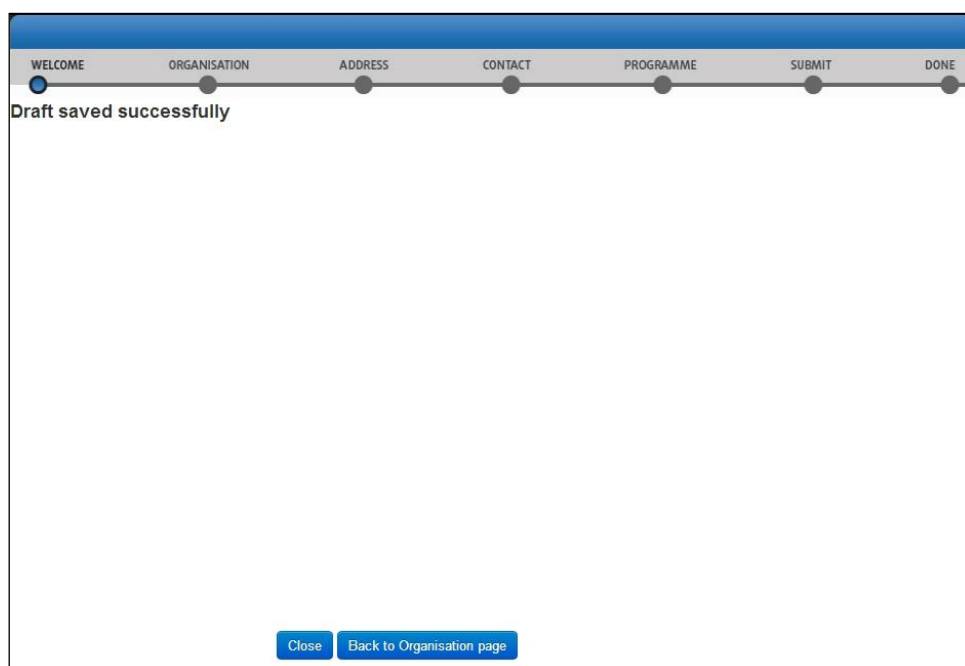 WELCOME ORGANISATION ADDRESS CONTACT PROGRAMME SUBMIT DONE
Draft saved successfully
Close Back to Organisation page